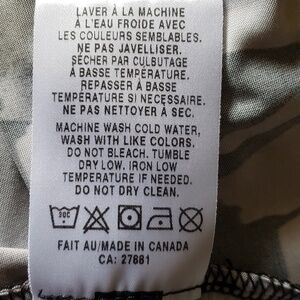 LAVER À LA MACHINE
À L'EAU FROIDE AVEC
LES COULEURS SEMBLABLES.
NE PAS JAVELLISER.
SÉCHER PAR CULBUTAGE
À BASSE TEMPÉRATURE.
REPASSER À BASSE
TEMPÉRATURE SI NÉCESSAIRE.
NE PAS NETTOYER À SEC.
MACHINE WASH COLD WATER,
WASH WITH LIKE COLORS.
DO NOT BLEACH. TUMBLE
DRY LOW. IRON LOW
TEMPERATURE IF NEEDED.
DO NOT DRY CLEAN.
30C
FAIT AU/MADE IN CANADA
CA: 27881